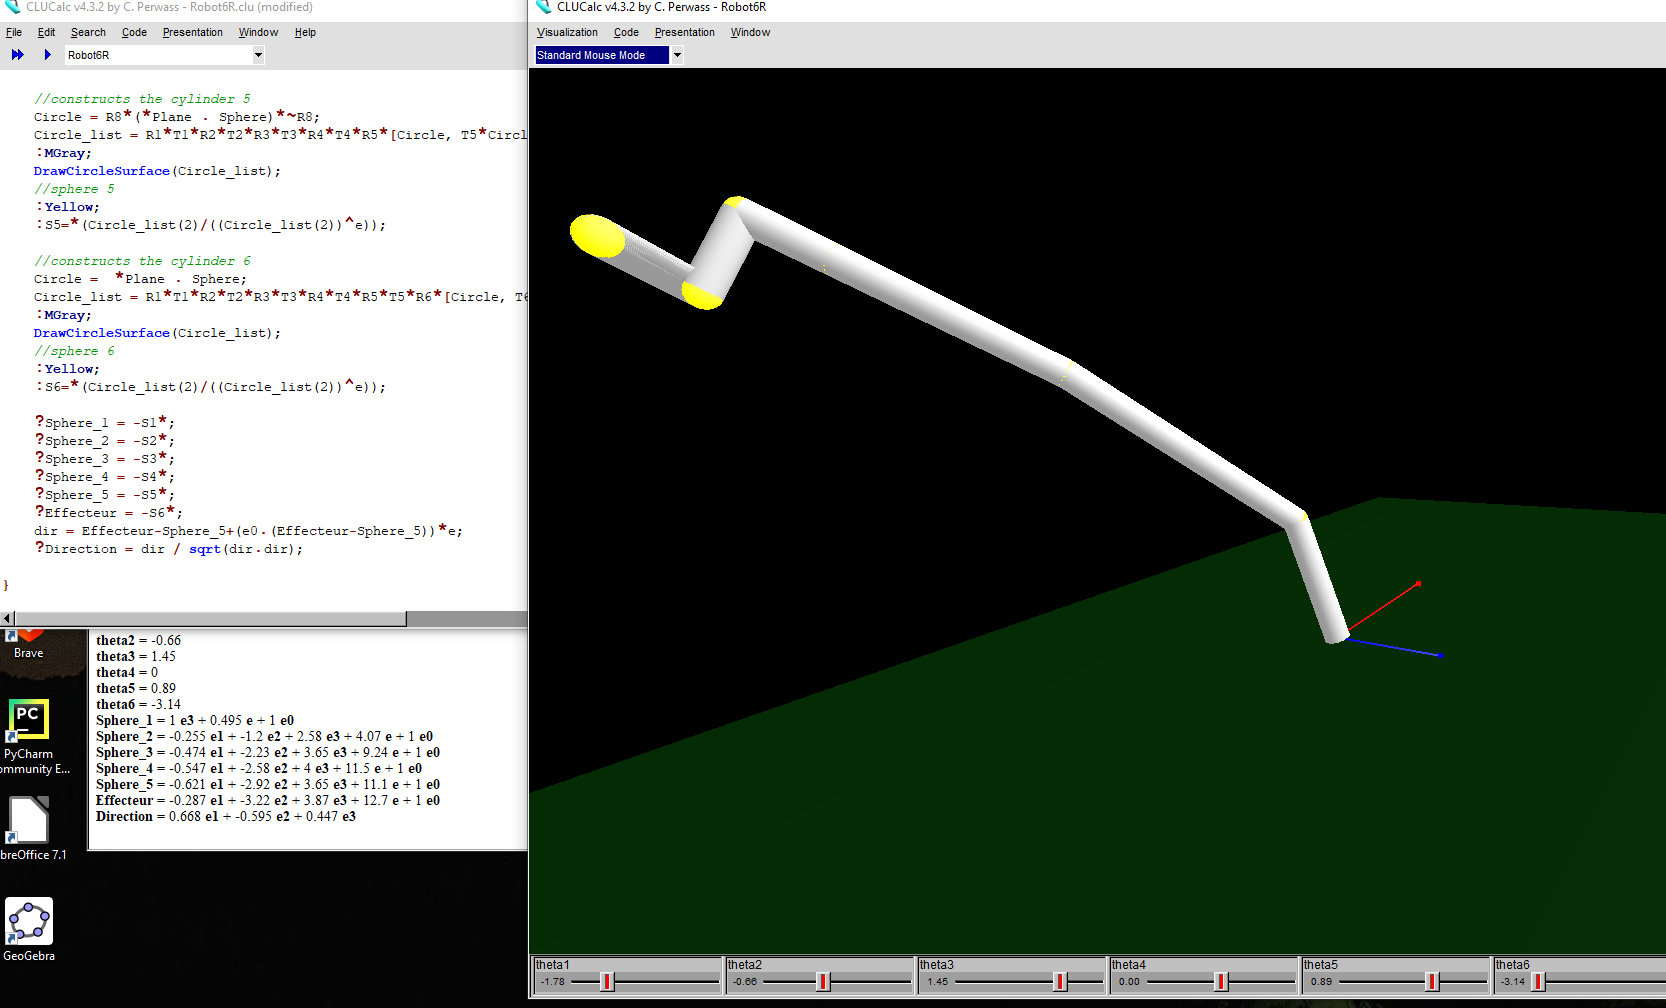 CLUCalc v4.3.2 by C. Perwass - Robot6R.clu (modified)
File Edit Search Code Presentation Window Help
Robot6R
//constructs the cylinder 5
Circle = R8*(*Plane . Sphere)*~R8;
Circle_list = R1*T1*R2*T2*R3*T3*R4*T4*R5*[Circle, T5*Circl
:MGray;
DrawCircleSurface(Circle_list);
//sphere 5
:Yellow;
:S5=*(Circle_list(2)/((Circle_list(2))^e));
//constructs the cylinder 6
Circle = *Plane . Sphere;
Circle_list = R1*T1*R2*T2*R3*T3*R4*T4*R5*T5*R6*[Circle, T6
:MGray;
DrawCircleSurface(Circle_list);
//sphere 6
:Yellow;
:S6=*(Circle_list(2)/((Circle_list(2))^e));
?Sphere_1 = -S1*;
?Sphere_2 = -S2*;
?Sphere_3 = -S3*;
?Sphere_4 = -S4*;
?Sphere_5 = -S5*;
?Effecteur = -S6*;
dir = Effecteur-Sphere_5+(e0.(Effecteur-Sphere_5))*e;
?Direction = dir / sqrt(dir.dir);
}
Brave
PC
PyCharm
ommunity E...
breOffice 7.1
GeoGebra
theta2 = -0.66
theta3 = 1.45
theta4 = 0
theta5 = 0.89
theta6 = -3.14
Sphere_1 = 1 e3 + 0.495 e + 1 e0
Sphere_2 = -0.255 e1 + -1.2 e2 + 2.58 e3 + 4.07 e + 1 e0
Sphere_3 = -0.474 e1 + -2.23 e2 + 3.65 e3 + 9.24 e + 1 e0
Sphere_4 = -0.547 e1 + -2.58 e2 + 4 e3 + 11.5 e + 1 e0
Sphere_5 = -0.621 e1 + -2.92 e2 + 3.65 e3 + 11.1 e + 1 e0
Effecteur = -0.287 e1 + -3.22 e2 + 3.87 e3 + 12.7 e + 1 e0
Direction = 0.668 e1 + -0.595 e2 + 0.447 e3
CLUCalc v4.3.2 by C. Perwass - Robot6R
Visualization Code Presentation Window
Standard Mouse Mode
theta1 theta2 theta3 theta4 theta5 theta6
-1.78 -0.66 1.45 0.00 0.89 -3.14